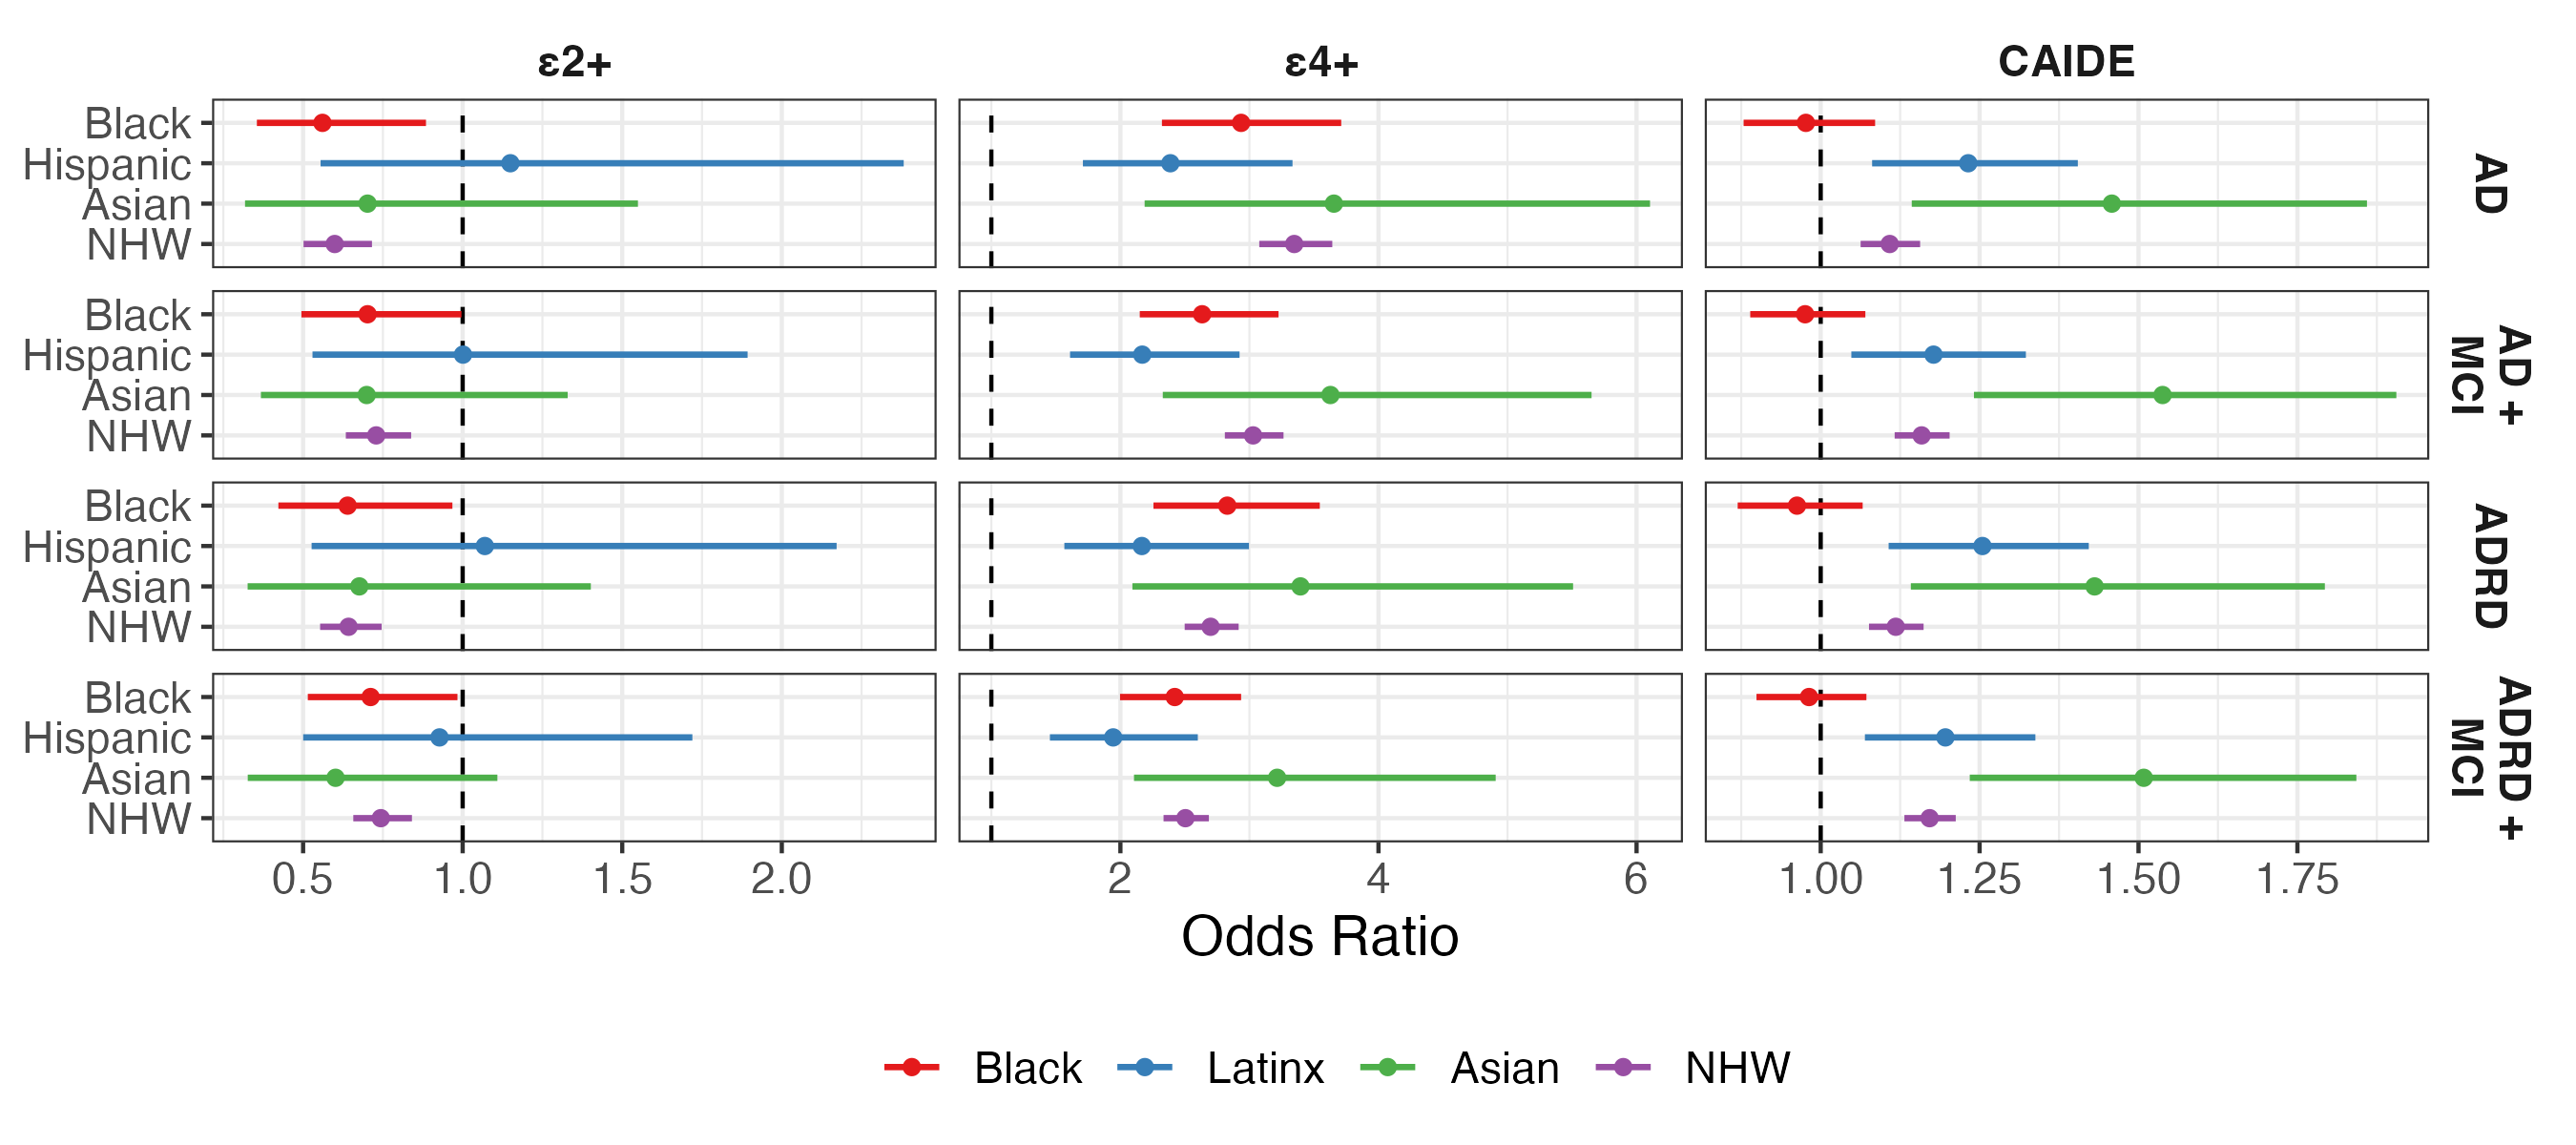 ε2+ ε4+ CAIDE
Black
Hispanic
Asian
NHW
AD
Black
Hispanic
Asian
NHW
AD +
MCI
Black
Hispanic
Asian
NHW
ADRD
Black
Hispanic
Asian
NHW
ADRD +
MCI
0.5 1.0 1.5 2.0 2 4 6 1.00 1.25 1.50 1.75
Odds Ratio
Black Latinx Asian NHW